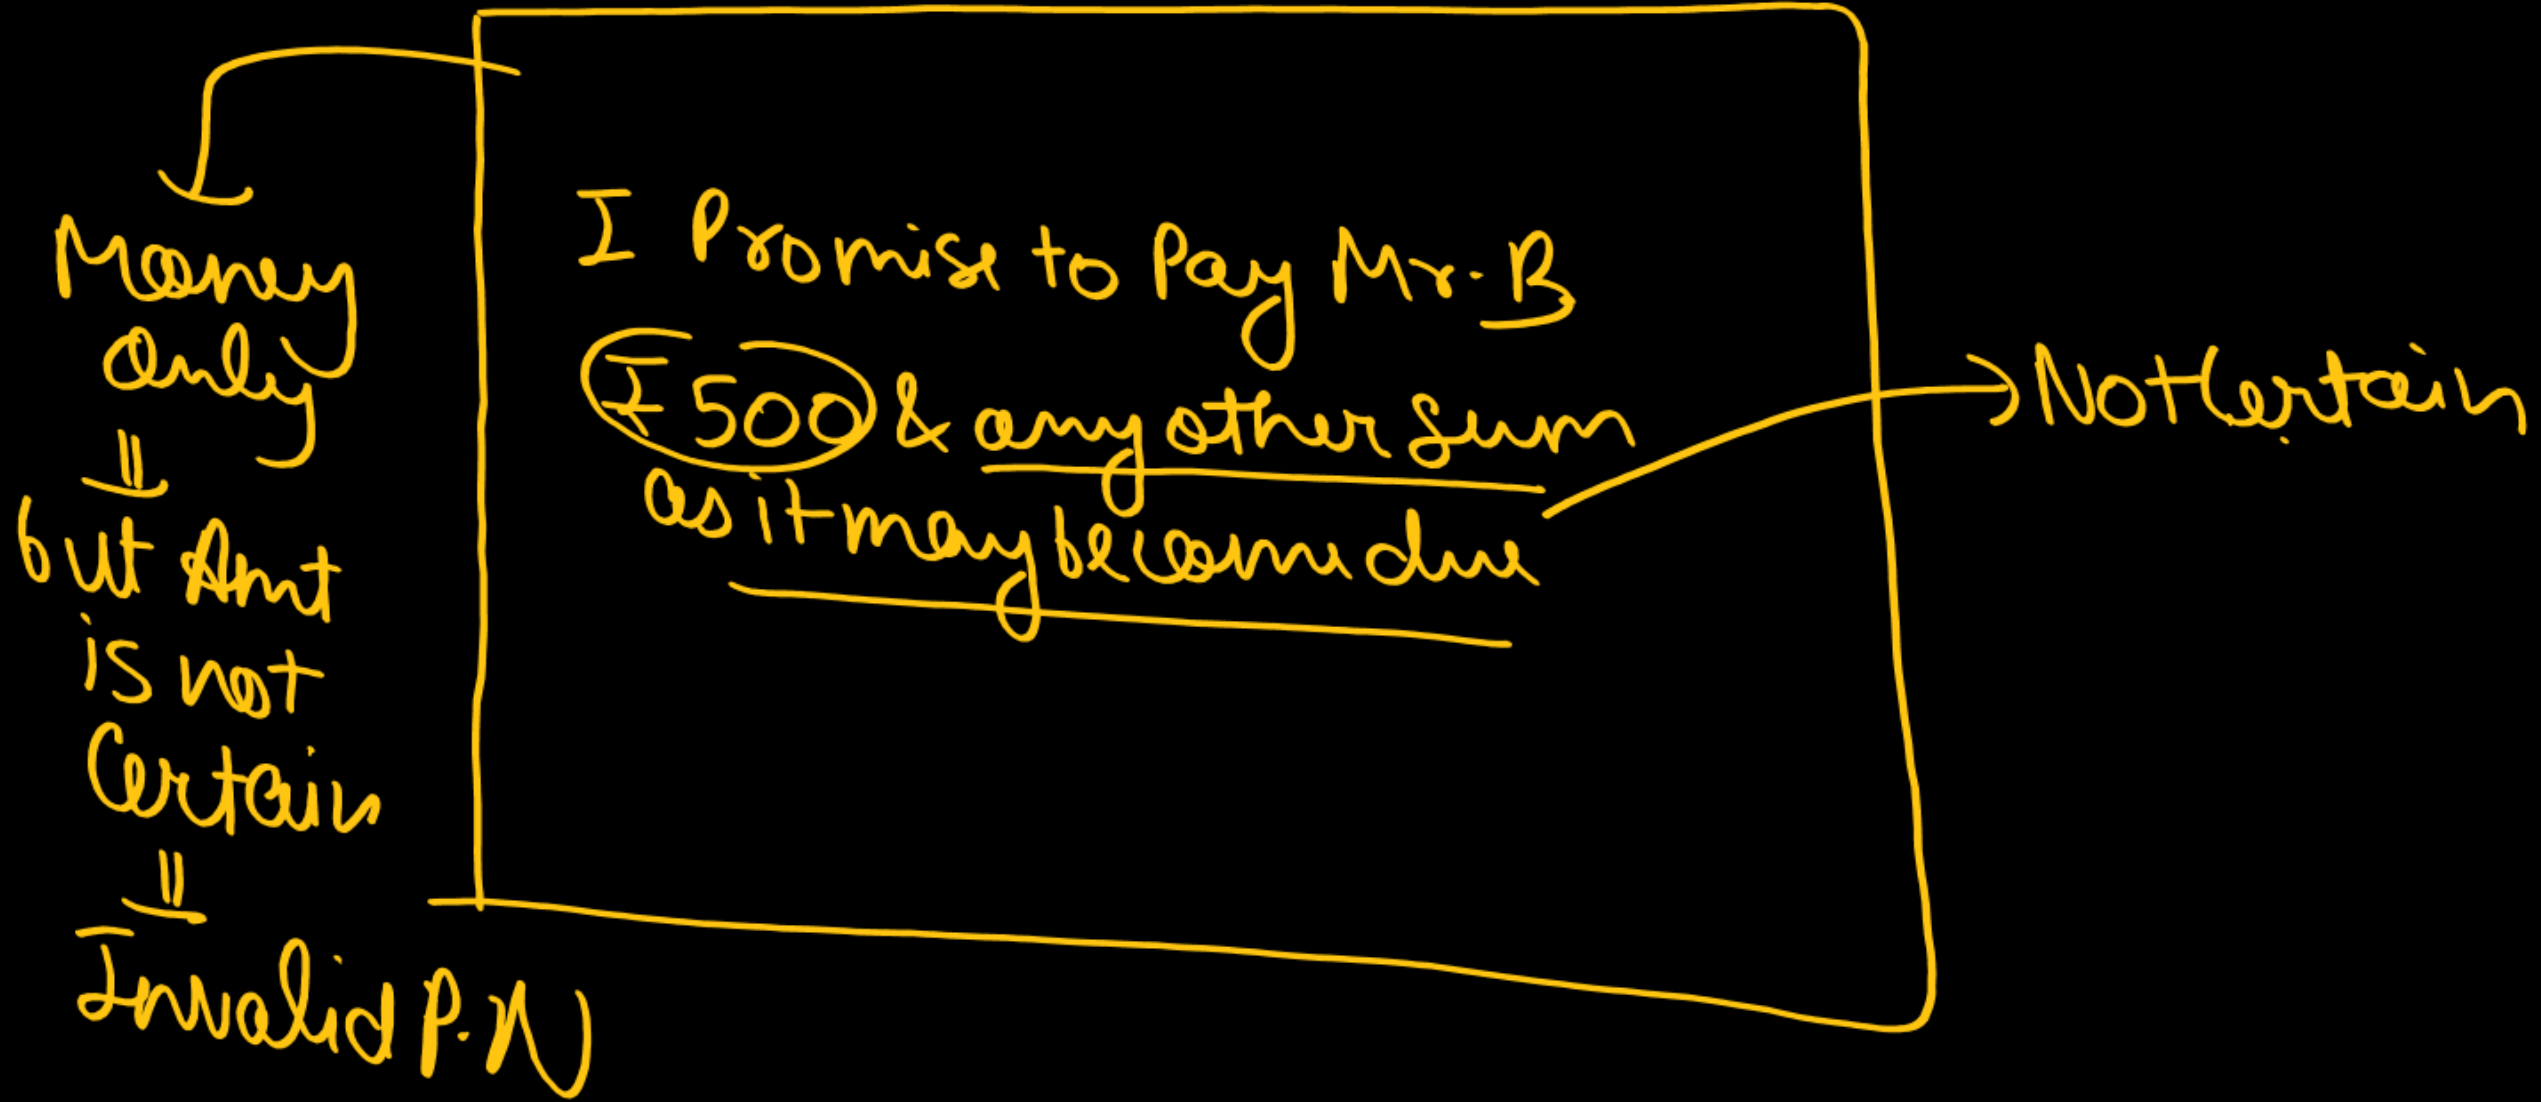 I Promise to Pay Mr. B
₹ 500 & any other sum
as it may become due
→ Not Certain
Money
only
but Amt
is not
Certain
Invalid P.N